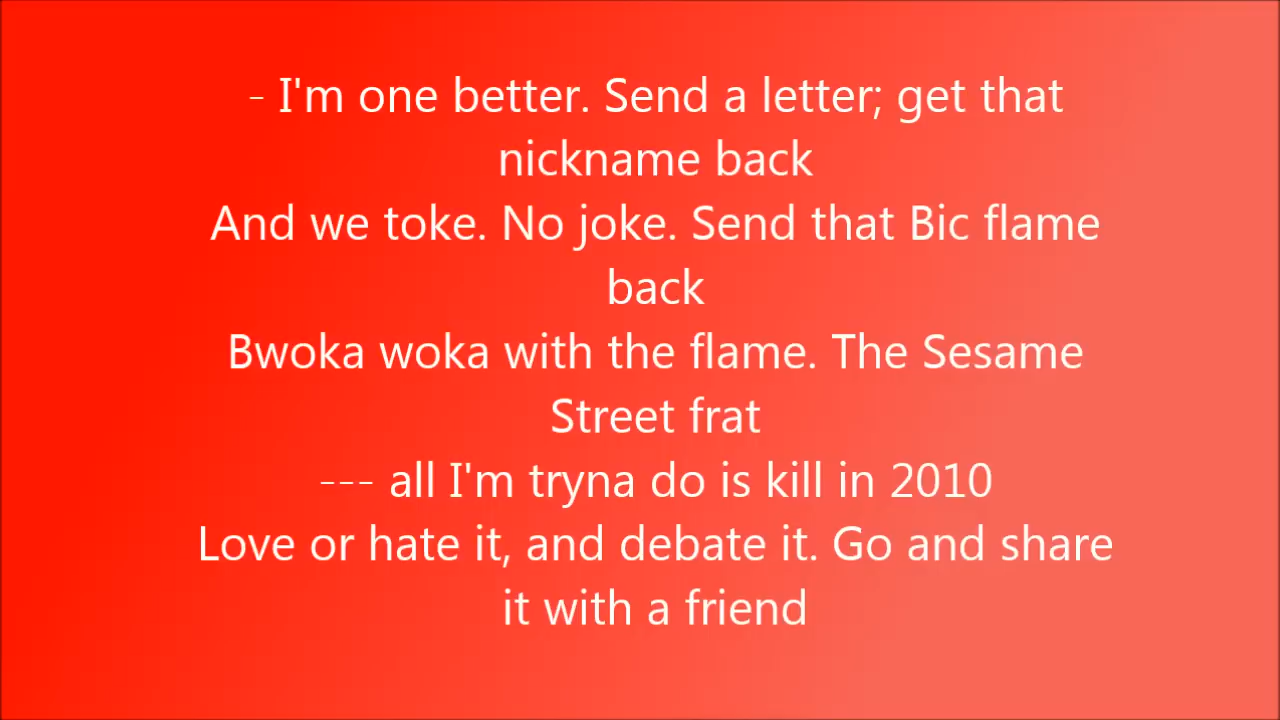 - I'm one better. Send a letter; get that
nickname back
And we toke. No joke. Send that Bic flame
back
Bwoka woka with the flame. The Sesame
Street frat
--- all I'm tryna do is kill in 2010
Love or hate it, and debate it. Go and share
it with a friend